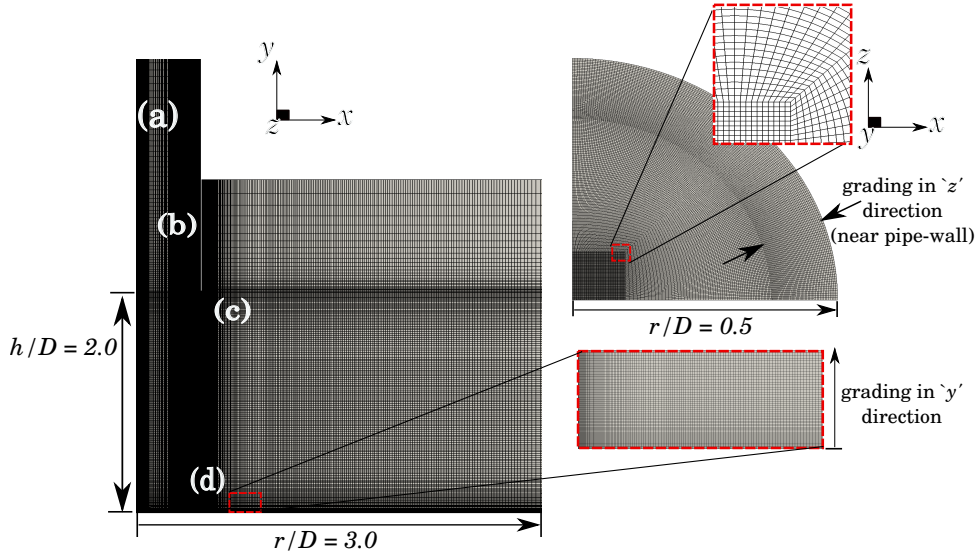 (a)
y
z
x
(b)
(c)
h/D = 2.0
(d)
r/D = 3.0
z
y
x
grading in `z´
direction
(near pipe-wall)
r/D = 0.5
grading in `y´
direction